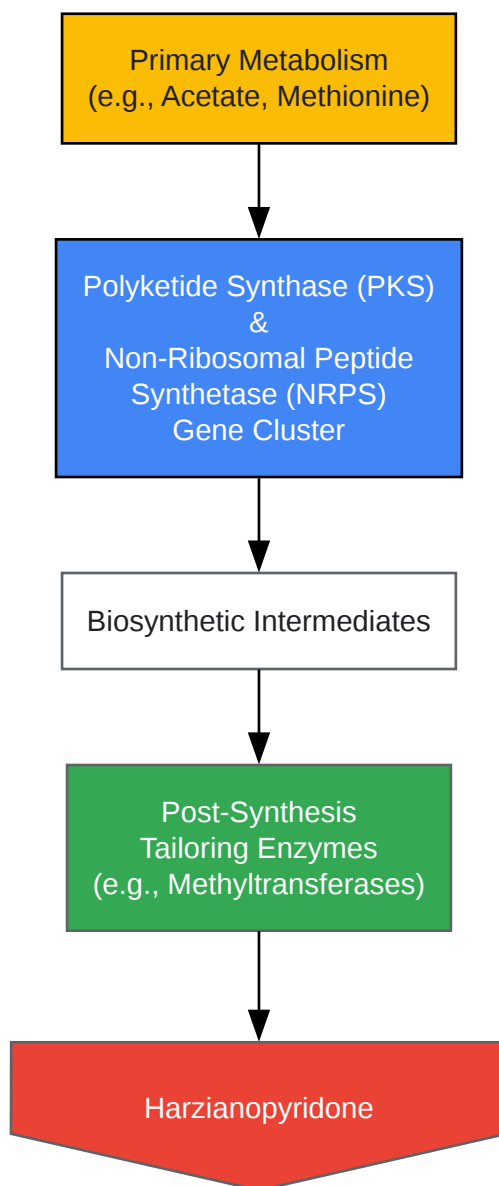 Primary Metabolism
(e.g., Acetate, Methionine)
Polyketide Synthase (PKS)
&
Non-Ribosomal Peptide
Synthetase (NRPS)
Gene Cluster
Biosynthetic Intermediates
Post-Synthesis
Tailoring Enzymes
(e.g., Methyltransferases)
Harzianopyridone